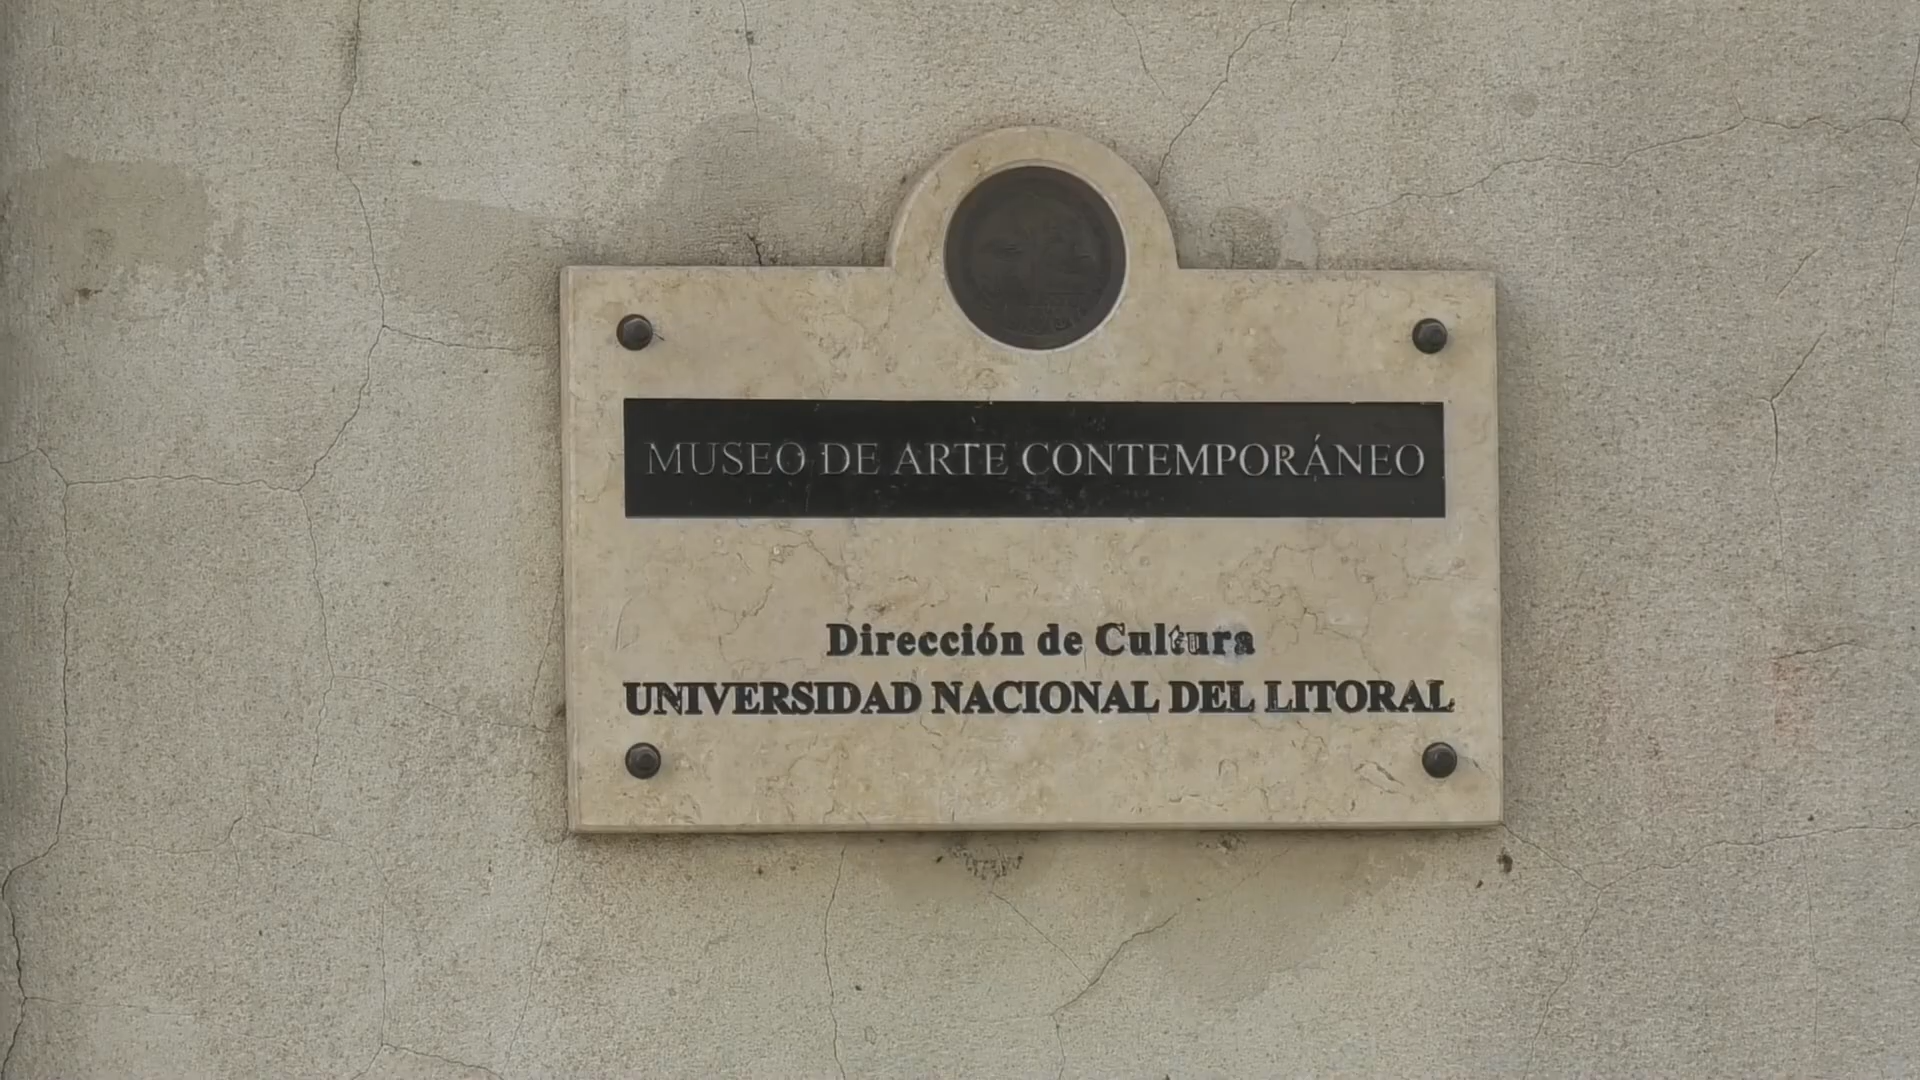 MUSEO DE ARTE CONTEMPORÁNEO
Dirección de Cultura
UNIVERSIDAD NACIONAL DEL LITORAL